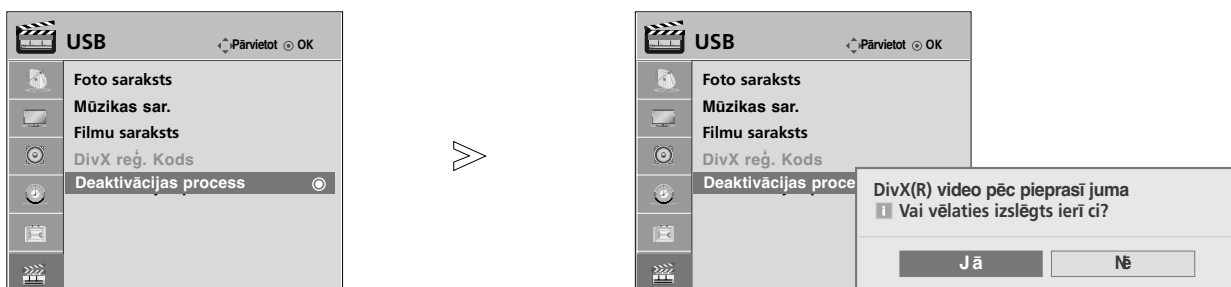 USB Pārvietot OK
Foto saraksts
Mūzikas sar.
Filmu saraksts
DivX reģ. Kods
Deaktivācijas process
USB Pārvietot OK
Foto saraksts
Mūzikas sar.
Filmu saraksts
DivX reģ. Kods
Deaktivācijas proce
DivX(R) video pēc pieprasī juma
Vai vēlaties izslēgts ierī ci?
Jā Nē